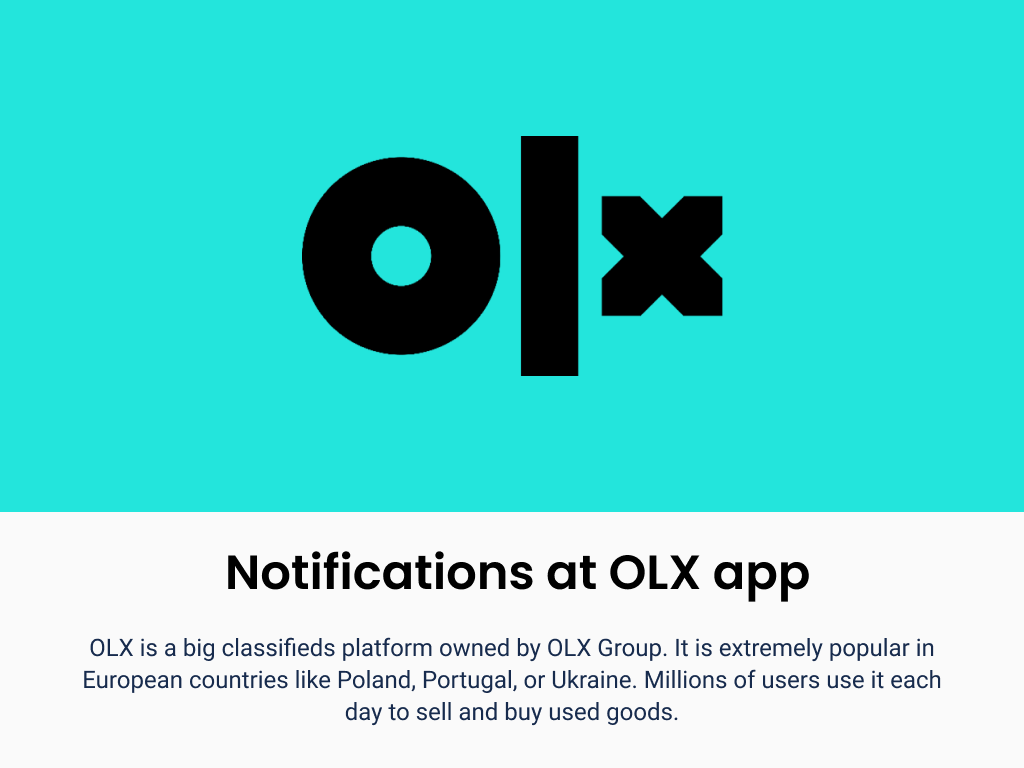 olx
Notifications at OLX app
OLX is a big classifieds platform owned by OLX Group. It is extremely popular in
European countries like Poland, Portugal, or Ukraine. Millions of users use it each
day to sell and buy used goods.